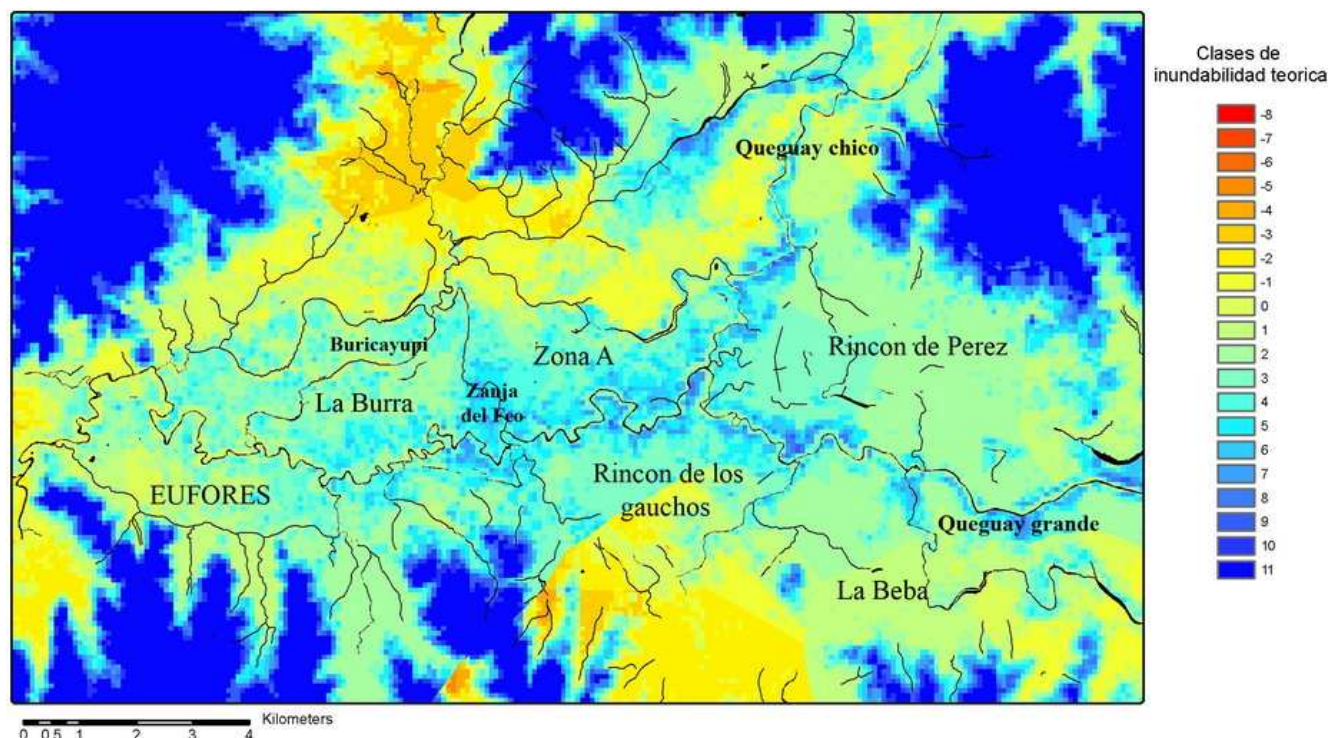 Clases de
inundabilidad teorica
-8
-7
-6
-5
-4
-3
-2
-1
0
1
2
3
4
5
6
7
8
9
10
11
Queguay chico
Buricayupi
Zona A
Rincon de Perez
La Burra
Zanja
del Feo
EUFORES
Rincon de los
gauchos
Queguay grande
La Beba
Kilometers
0 0.5 1 2 3 4